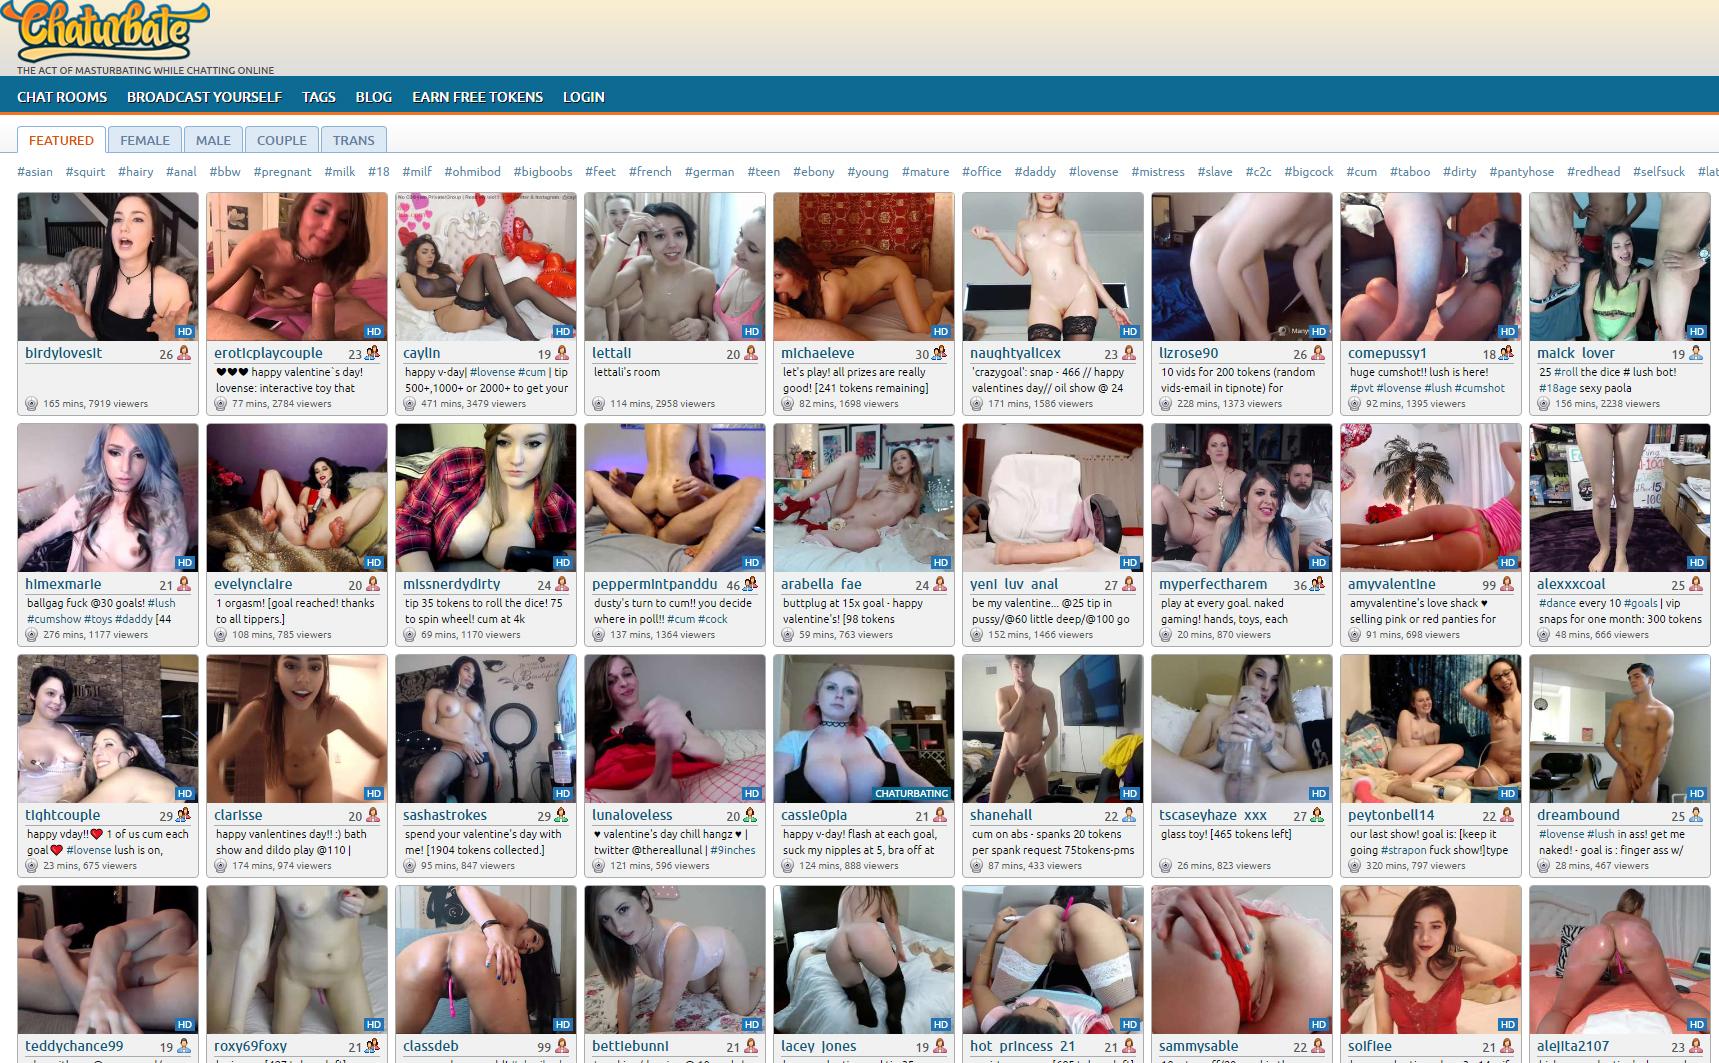 Chaturbate
THE ACT OF MASTURBATING WHILE CHATTING ONLINE
CHAT ROOMS BROADCAST YOURSELF TAGS BLOG EARN FREE TOKENS LOGIN
FEATURED FEMALE MALE COUPLE TRANS
#asian #squirt #hairy #anal #bbw #pregnant #milk #18 #milf #ohmibod #bigboobs #feet #french #german #teen #ebony #young #mature #office #daddy #lovense #mistress #slave #c2c #bigcock #cum #taboo #dirty #pantyhose #redhead #selfsuck #lat
HD
birdylovesit 26
165 mins, 7919 viewers
HD
eroticplaycouple 23
♥♥♥ happy valentine`s day!
lovense: interactive toy that
77 mins, 2784 viewers
HD
caylin 19
happy v-day| #lovense #cum | tip
500+,1000+ or 2000+ to get your
471 mins, 3479 viewers
HD
lettali 20
lettali's room
114 mins, 2958 viewers
HD
michaeleve 30
let's play! all prizes are really
good! [241 tokens remaining]
82 mins, 1698 viewers
HD
naughtyalicex 23
'crazygoal': snap - 466 // happy
valentines day// oil show @ 24
171 mins, 1586 viewers
HD
lizrose90 26
10 vids for 200 tokens (random
vids-email in tipnote) for
228 mins, 1373 viewers
HD
comepussy1 18
huge cumshot!! lush is here!
#pvt #lovense #lush #cumshot
92 mins, 1395 viewers
HD
maick_lover 19
25 #roll the dice # lush bot!
#18age sexy paola
156 mins, 2238 viewers
HD
himexmarie 21
ballgag fuck @30 goals! #lush
#cumshow #toys #daddy [44
276 mins, 1177 viewers
HD
evelynclaire 20
1 orgasm! [goal reached! thanks
to all tippers.]
108 mins, 785 viewers
HD
missnerdydirty 24
tip 35 tokens to roll the dice! 75
to spin wheel! cum at 4k
69 mins, 1170 viewers
HD
peppermintpanddu 46
dusty's turn to cum!! you decide
where in poll!! #cum #cock
137 mins, 1364 viewers
HD
arabella_fae 24
buttplug at 15x goal - happy
valentine's! [98 tokens
59 mins, 763 viewers
HD
yeni_luv_anal 27
be my valentine... @25 tip in
pussy/@60 little deep/@100 go
152 mins, 1466 viewers
HD
myperfectharem 36
play at every goal. naked
gaming! hands, toys, each
20 mins, 870 viewers
HD
amyvalentine 99
amyvalentine's love shack ♥
selling pink or red panties for
91 mins, 698 viewers
HD
alexxxcoal 25
#dance every 10 #goals | vip
snaps for one month: 300 tokens
48 mins, 666 viewers
HD
tightcouple 29
happy vday!!❤ 1 of us cum each
goal❤ #lovense lush is on,
23 mins, 675 viewers
HD
clarisse 20
happy vanlentines day!! :) bath
show and dildo play @110 |
174 mins, 974 viewers
HD
sashastrokes 29
spend your valentine's day with
me! [1904 tokens collected.]
95 mins, 847 viewers
HD
lunaloveless 20
♥ valentine's day chill hangz ♥ |
twitter @thereallunal | #9inches
121 mins, 596 viewers
CHATURBATING
cassie0pia 21
happy v-day! flash at each goal,
suck my nipples at 5, bra off at
124 mins, 888 viewers
HD
shanehall 22
cum on abs - spanks 20 tokens
per spank request 75tokens-pms
87 mins, 433 viewers
HD
tscaseyhaze_xxx 27
glass toy! [465 tokens left]
26 mins, 823 viewers
HD
peytonbell14 22
our last show! goal is: [keep it
going #strapon fuck show!]type
320 mins, 797 viewers
HD
dreambound 25
#lovense #lush in ass! get me
naked! - goal is : finger ass w/
28 mins, 467 viewers
HD
teddychance99 19
HD
roxy69foxy 21
HD
classdeb 99
HD
bettiebunni 21
HD
lacey_jones 19
HD
hot_princess_21 21
HD
sammysable 22
HD
solfiee 21
HD
alejita2107 23